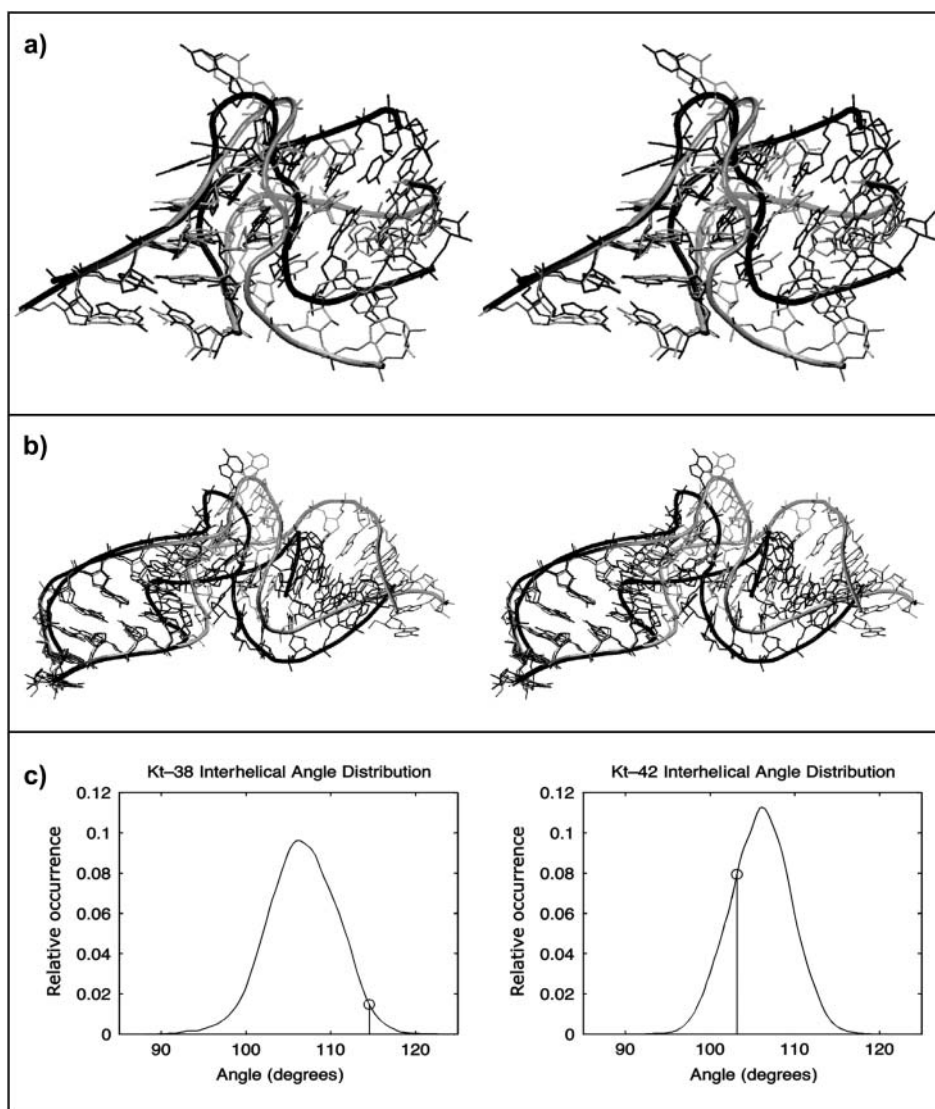 a)
b)
c)
Kt–38 Interhelical Angle Distribution
0.12
0.1
0.08
0.06
0.04
0.02
0
Relative occurrence
90
100
110
120
Angle (degrees)
Kt–42 Interhelical Angle Distribution
0.12
0.1
0.08
0.06
0.04
0.02
0
Relative occurrence
90
100
110
120
Angle (degrees)